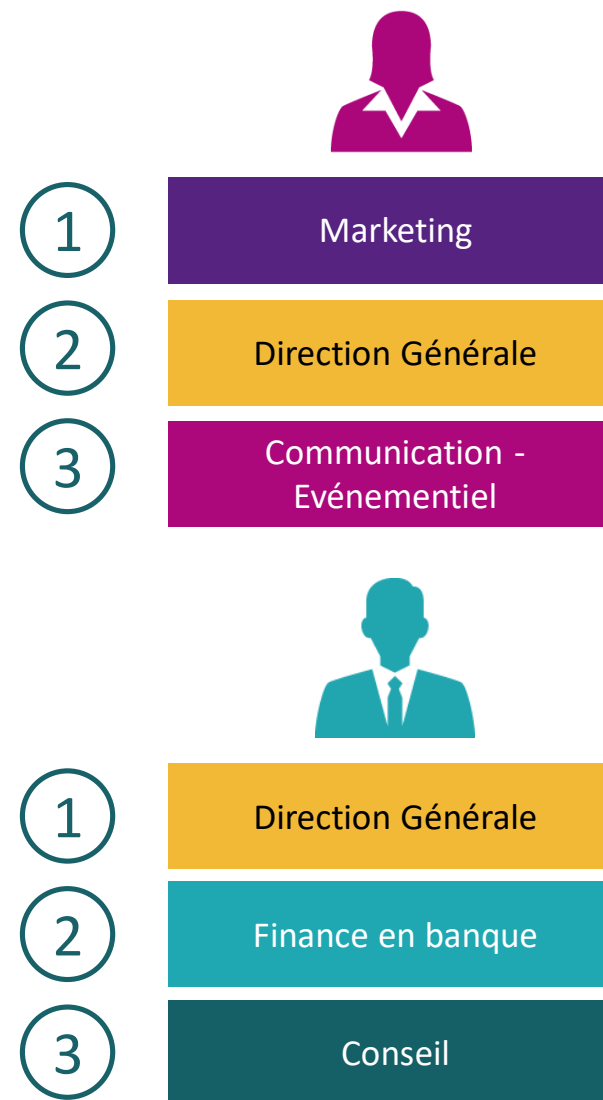 1
Marketing
2
Direction Générale
3
Communication -
Evénementiel
1
Direction Générale
2
Finance en banque
3
Conseil